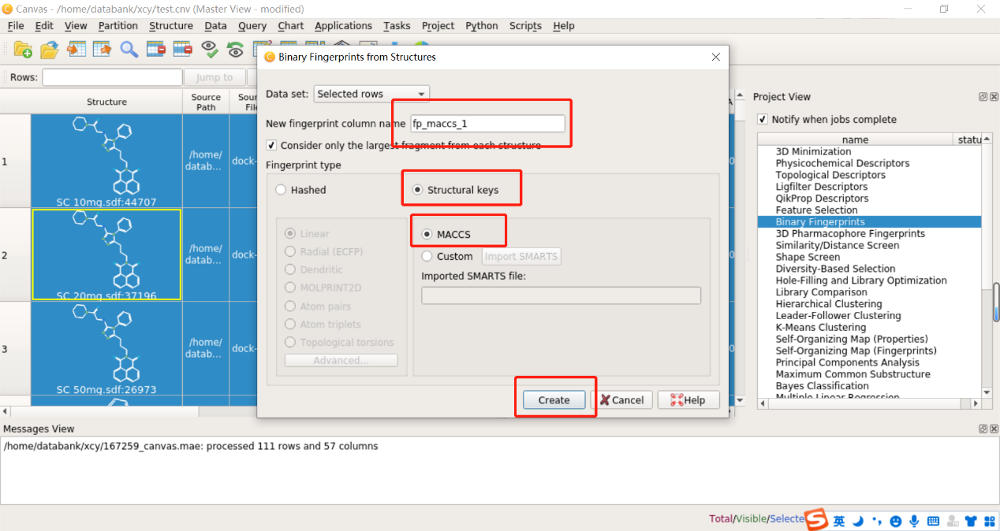 Canvas - /home/databank/xcy/test.cnv (Master View - modified)
File Edit View Partition Structure Data Query Chart Applications Tasks Project Python Scripts Help
Rows: Jump to
Structure
Source Path
1
SC 10mg.sdf:44707
/home/ datab...
dock-
2
SC 20mg.sdf:37196
/home/ datab...
dock-
3
SC 50mg.sdf:26973
/home/ datab...
dock-
Binary Fingerprints from Structures
Data set: Selected rows
New fingerprint column name fp_maccs_1
Consider only the largest fragment from each structure
Fingerprint type
Hashed
Structural keys
Linear
Radial (ECFP)
Dendritic
MOLPRINT2D
Atom pairs
Atom triplets
Topological torsions
Advanced...
MACCS
Custom Import SMARTS
Imported SMARTS file:
Create Cancel Help
Project View
Notify when jobs complete
name statu
3D Minimization
Physicochemical Descriptors
Topological Descriptors
Ligfilter Descriptors
QikProp Descriptors
Feature Selection
Binary Fingerprints
3D Pharmacophore Fingerprints
Similarity/Distance Screen
Shape Screen
Diversity-Based Selection
Hole-Filling and Library Optimization
Library Comparison
Hierarchical Clustering
Leader-Follower Clustering
K-Means Clustering
Self-Organizing Map (Properties)
Self-Organizing Map (Fingerprints)
Principal Components Analysis
Maximum Common Substructure
Bayes Classification
Multiple Linear Regression
Messages View
/home/databank/xcy/167259_canvas.mae: processed 111 rows and 57 columns
Total/Visible/Selecte
英